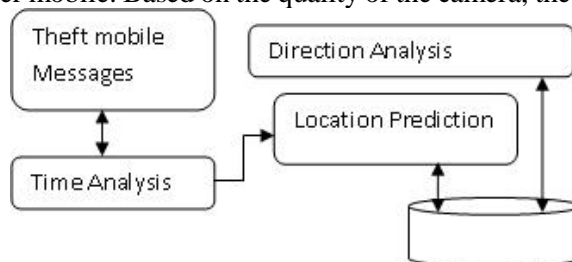 er mobile. Based on the quality of the camera, the
Theft mobile
Messages
Direction Analysis
Location Prediction
Time Analysis